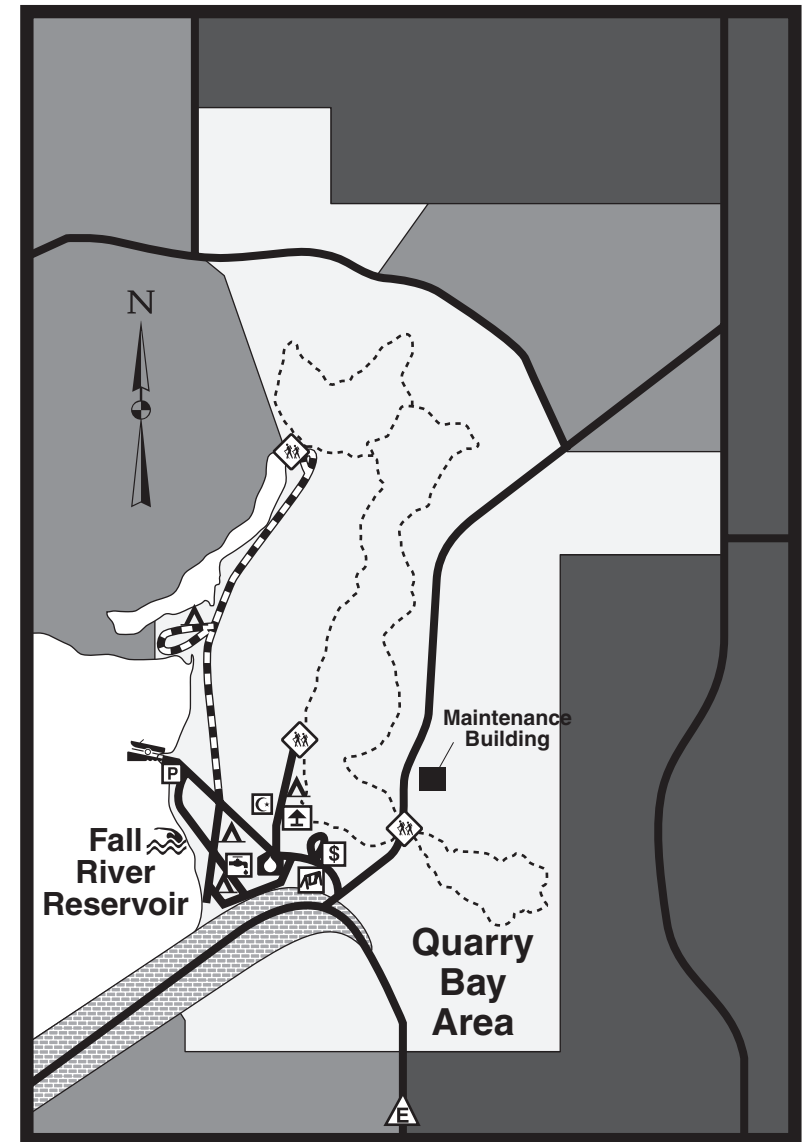 N
Maintenance
Building
P
Fall
River
Reservoir
$
Quarry
Bay
Area
E